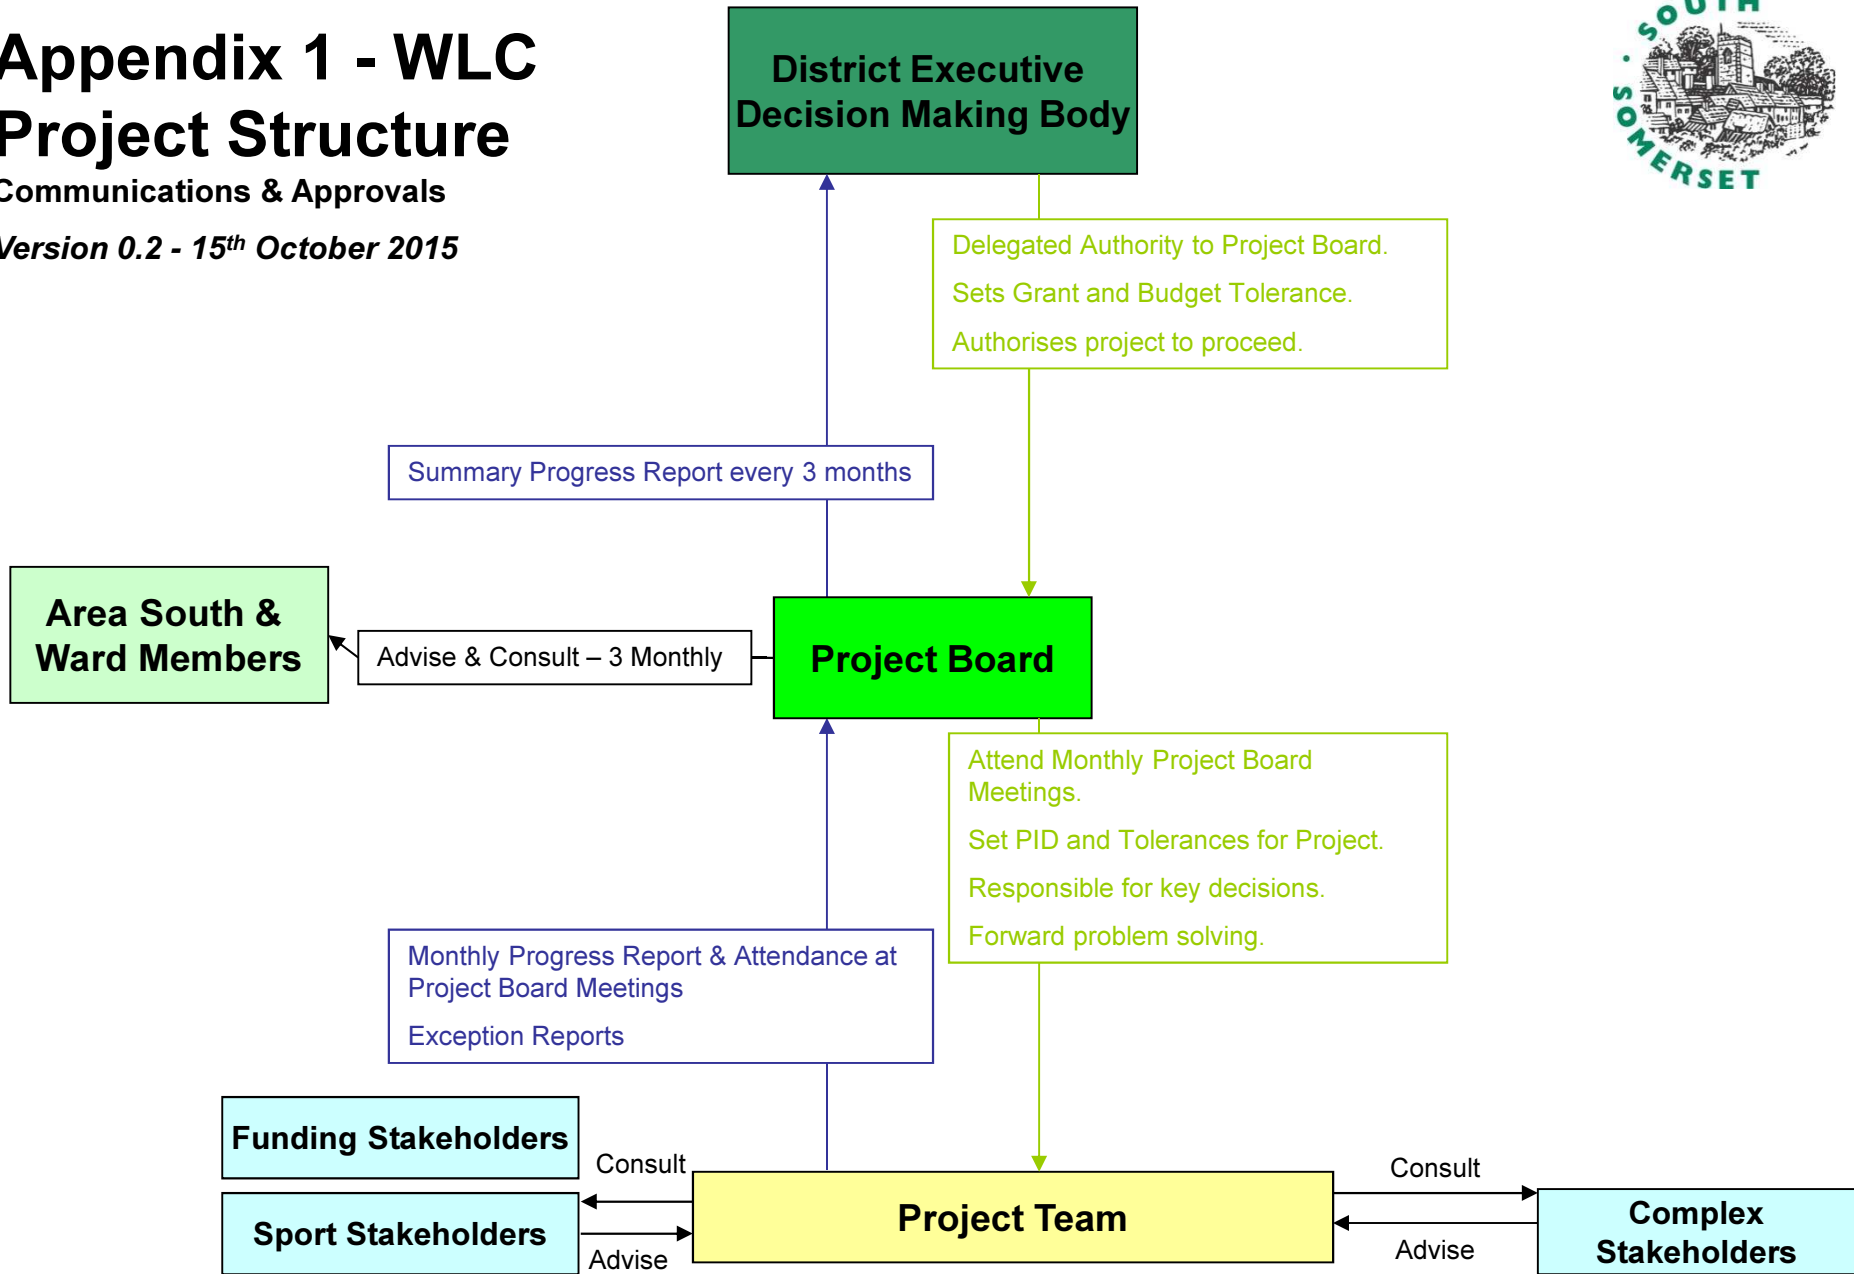 Appendix 1 - WLC
Project Structure
Communications & Approvals
Version 0.2 - 15th October 2015
SOUTH SOMERSET
District Executive
Decision Making Body
Delegated Authority to Project Board.
Sets Grant and Budget Tolerance.
Authorises project to proceed.
Summary Progress Report every 3 months
Area South &
Ward Members
Advise & Consult – 3 Monthly
Project Board
Attend Monthly Project Board
Meetings.
Set PID and Tolerances for Project.
Responsible for key decisions.
Forward problem solving.
Monthly Progress Report & Attendance at
Project Board Meetings
Exception Reports
Funding Stakeholders
Consult
Sport Stakeholders
Advise
Project Team
Consult
Advise
Complex
Stakeholders